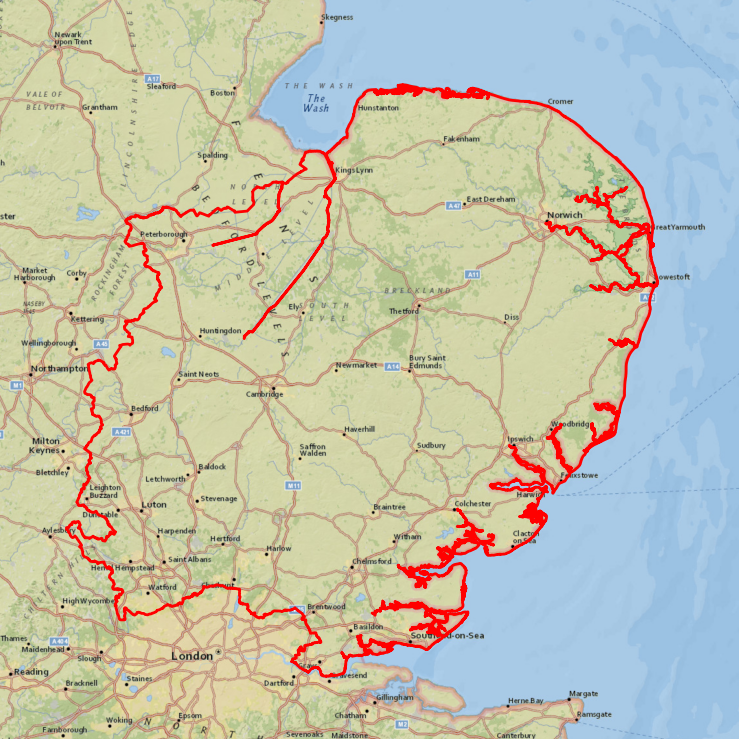 Skegness
Newark
upon Trent
A17
Sleaford
Boston
THE WASH
The
Wash
VALE OF
BELVOIR
Grantham
LINCOLNSHIRE EDGE
Hunstanton
Cromer
Fakenham
Spalding
KingsLynn
FENS
BEDFORD LEVELS
NORTH
LEVEL
A47
East Dereham
Norwich
Great Yarmouth
Peterborough
ROCKINGHAM
FOREST
MIDDLE LEVEL
Market
Harborough
Corby
A11
Lowestoft
BRECKLAND
NASEBY
1645
Ely
SOUTH
LEVEL
Thetford
Diss
Kettering
Huntingdon
Wellingborough
A45
Newmarket
A14
Bury Saint
Edmunds
Northampton
M1
Saint Neots
Cambridge
Bedford
A421
Haverhill
Woodbridge
Milton
Keynes
Saffron
Walden
Sudbury
Ipswich
Bletchley
Baldock
Letchworth
Felixstowe
Leighton
Buzzard
M11
Harwich
Stevenage
Luton
Braintree
Colchester
Dunstable
Aylesbury
Harpenden
Hertford
Witham
Clacton
on Sea
Harlow
Saint Albans
Hemel Hempstead
Chelmsford
CHILTERN HILLS
Watford
Cheshunt
High Wycombe
Brentwood
Basildon
Southend-on-Sea
Thames
A404
Maidenhead
Slough
London
Grays
Reading
Gravesend
Bracknell
Staines
Dartford
Gillingham
Margate
Herne Bay
Ramsgate
Chatham
Woking
Epsom
M2
Farnborough
NORTH
Sevenoaks
Maidstone
Canterbury